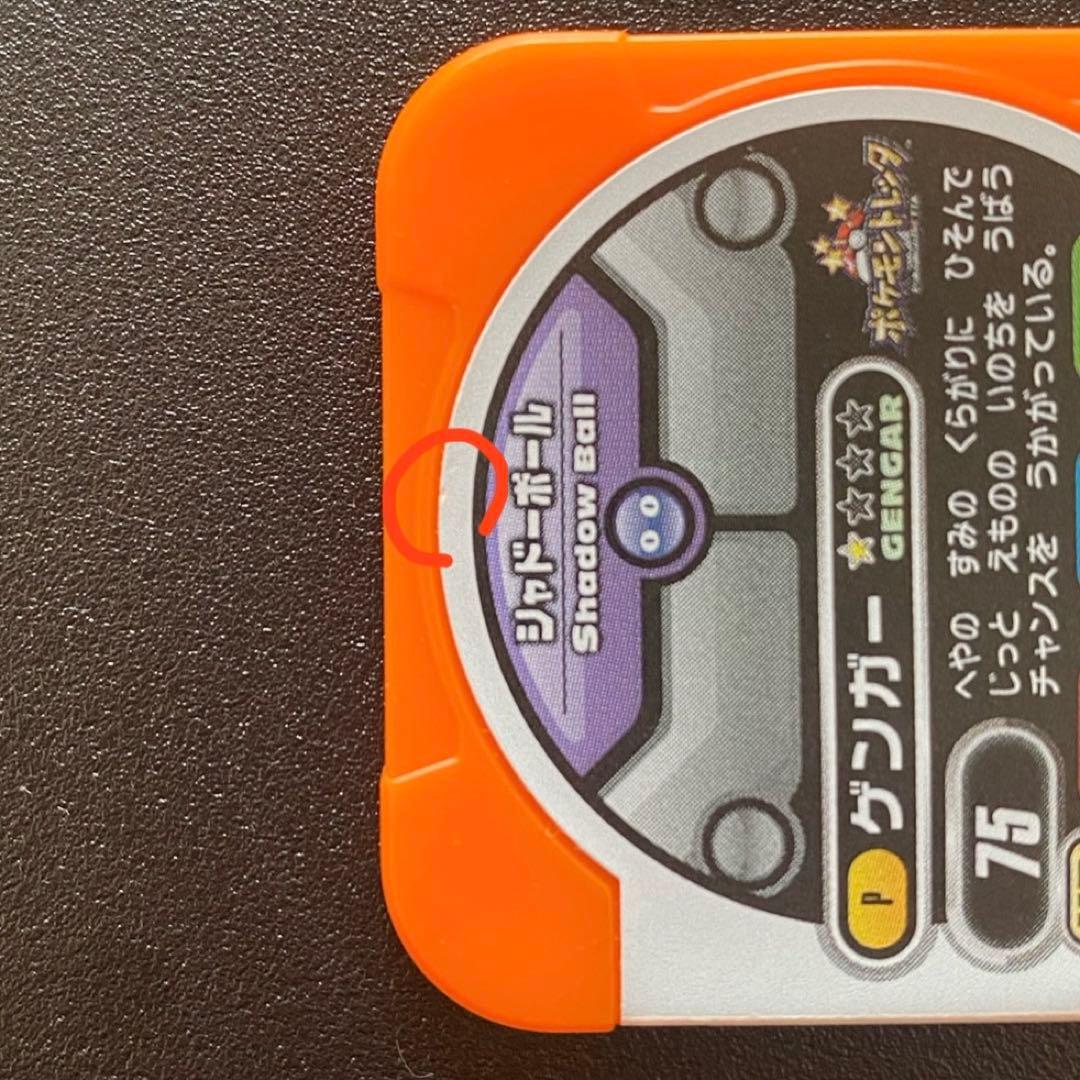 シャドーボール
Shadow Ball
P ゲンガー
GENGAR
ポケモントレッタ
75
へやの すみの くらがりに ひそんで
じっと えものの いのちを うばう
チャンスを うかがっている。